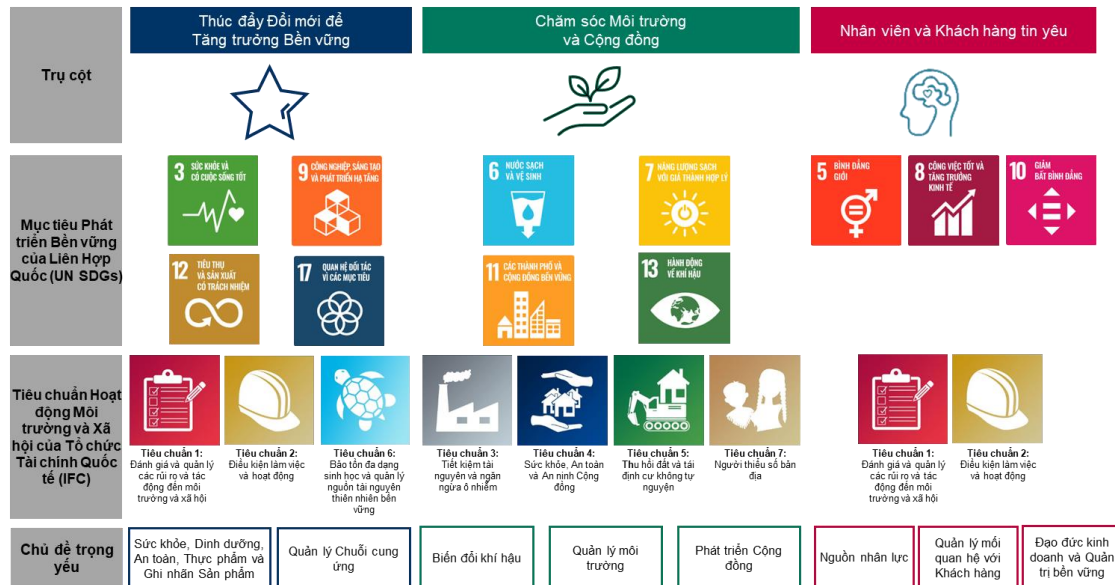 Trụ cột
Thúc đẩy Đổi mới để
Tăng trưởng Bền vững
Chăm sóc Môi trường
và Cộng đồng
Nhân viên và Khách hàng tin yêu
Mục tiêu Phát
triển Bền vững
của Liên Hợp
Quốc (UN SDGs)
3 SỨC KHỎE VÀ
CÓ CUỘC SỐNG TỐT
9 CÔNG NGHIỆP, SÁNG TẠO
VÀ PHÁT TRIỂN HẠ TẦNG
6 NƯỚC SẠCH
VÀ VỆ SINH
7 NĂNG LƯỢNG SẠCH
VỚI GIÁ THÀNH HỢP LÝ
5 BÌNH ĐẲNG
GIỚI
8 CÔNG VIỆC TỐT VÀ
TĂNG TRƯỞNG
KINH TẾ
10 GIẢM
BẤT BÌNH ĐẲNG
12 TIÊU THỤ
VÀ SẢN XUẤT
CÓ TRÁCH NHIỆM
17 QUAN HỆ ĐỐI TÁC
VÌ CÁC MỤC TIÊU
11 CÁC THÀNH PHỐ VÀ
CỘNG ĐỒNG BỀN VỮNG
13 HÀNH ĐỘNG
VỀ KHÍ HẬU
Tiêu chuẩn Hoạt
động Môi
trường và Xã
hội của Tổ chức
Tài chính Quốc
tế (IFC)
Tiêu chuẩn 1:
Đánh giá và quản lý
các rủi rọ và tác
động đến môi
trường và xã hội
Tiêu chuẩn 2:
Điều kiện làm việc
và hoạt động
Tiêu chuẩn 6:
Bảo tồn đa dạng
sinh học và quản lý
nguồn tài nguyên
thiên nhiên bền
vững
Tiêu chuẩn 3:
Tiết kiệm tài
nguyên và ngăn
ngừa ô nhiễm
Tiêu chuẩn 4:
Sức khỏe, An toàn
và An ninh Cộng
đồng
Tiêu chuẩn 5:
Thu hồi đất và tái
định cư không tự
nguyện
Tiêu chuẩn 7:
Người thiểu số bản
địa
Tiêu chuẩn 1:
Đánh giá và quản lý
các rủi rọ và tác
động đến môi
trường và xã hội
Tiêu chuẩn 2:
Điều kiện làm việc
và hoạt động
Chủ đề trọng
yếu
Sức khỏe, Dinh dưỡng,
An toàn, Thực phẩm và
Ghi nhãn Sản phẩm
Quản lý Chuỗi cung
ứng
Biến đổi khí hậu
Quản lý môi
trường
Phát triển Cộng
đồng
Nguồn nhân lực
Quản lý mối
quan hệ với
Khách hàng
Đạo đức kinh
doanh và Quản
trị bền vững